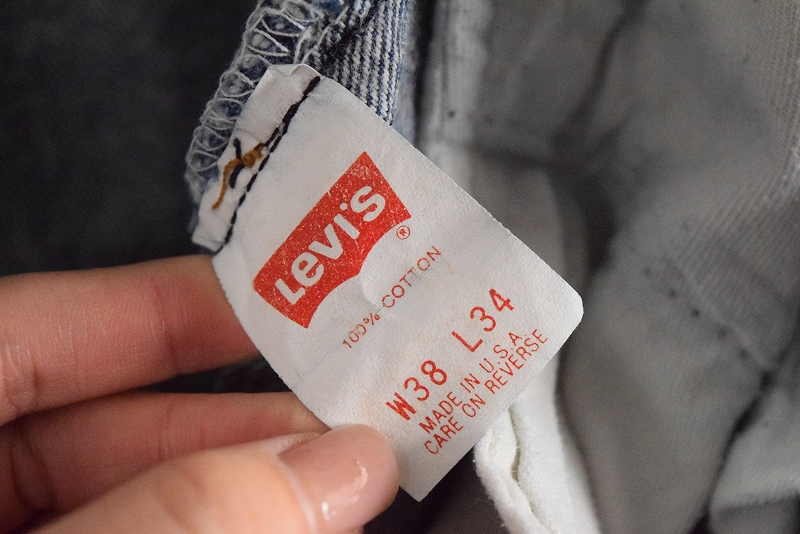 Levi's ®
100% COTTON
W38 L34
MADE IN U.S.A.
CARE ON REVERSE